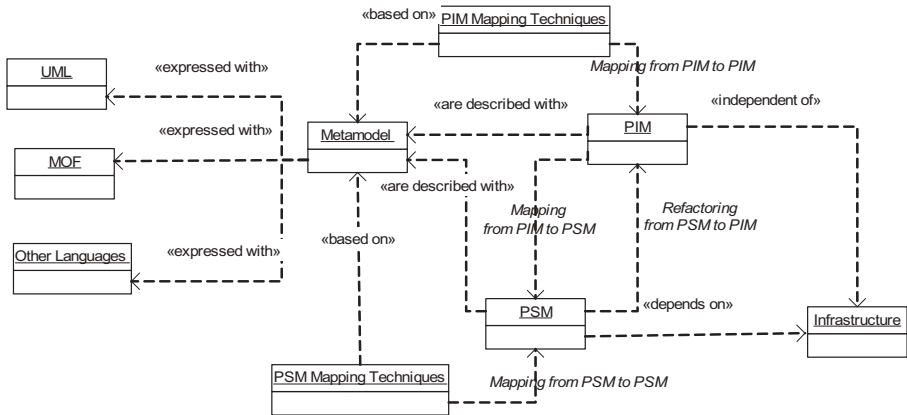 «based on»
PIM Mapping Techniques
UML
«expressed with»
Mapping from PIM to PIM
«are described with»
«independent of»
«expressed with»
Metamodel
PIM
MOF
«are described with»
Mapping
from PIM to PSM
Refactoring
from PSM to PIM
«based on»
«expressed with»
Other Languages
PSM
«depends on»
Infrastructure
PSM Mapping Techniques
Mapping from PSM to PSM